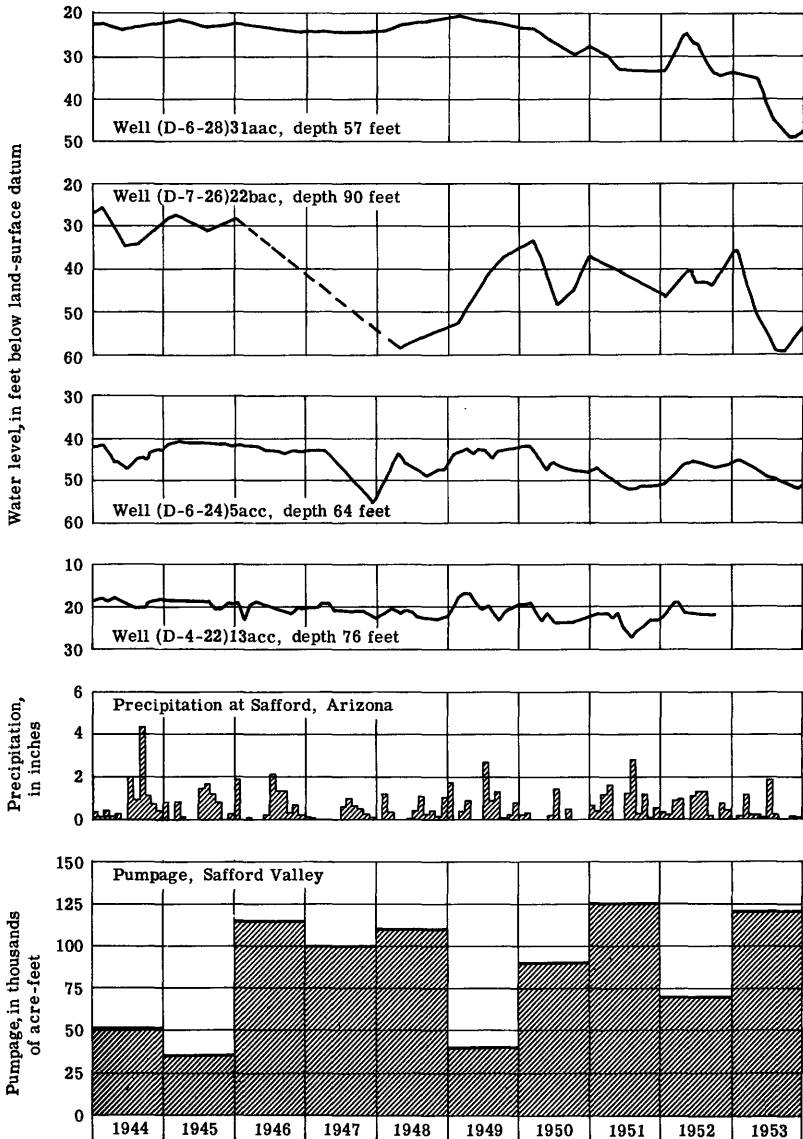 Water level, in feet below land-surface datum
20
30
40
50
Well (D-6-28)31aac, depth 57 feet
20
30
40
50
60
Well (D-7-26)22bac, depth 90 feet
30
40
50
60
Well (D-6-24)5acc, depth 64 feet
10
20
30
Well (D-4-22)13acc, depth 76 feet
Precipitation,
in inches
6
4
2
0
Precipitation at Safford, Arizona
Pumpage, in thousands
of acre-feet
150
125
100
75
50
25
0
Pumpage, Safford Valley
1944 1945 1946 1947 1948 1949 1950 1951 1952 1953